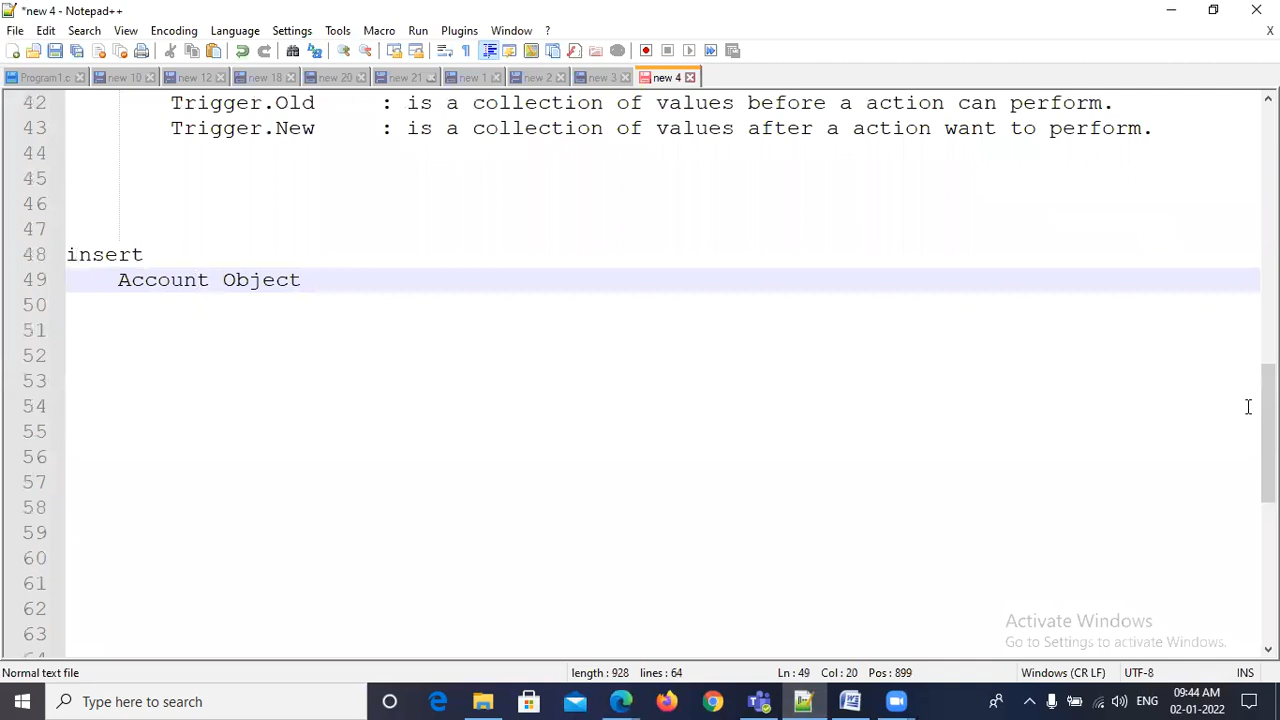 *new 4 - Notepad++
File Edit Search View Encoding Language Settings Tools Macro Run Plugins Window ? X
Program1.c new 10 new 12 new 18 new 20 new 21 new 1 new 2 new 3 new 4
42 Trigger.Old : is a collection of values before a action can perform.
43 Trigger.New : is a collection of values after a action want to perform.
44
45
46
47
48 insert
49 Account Object
50
51
52
53
54
55
56
57
58
59
60
61
62
63
Activate Windows
Go to Settings to activate Windows.
Normal text file length : 928 lines : 64 Ln : 49 Col : 20 Pos : 899 Windows (CR LF) UTF-8 INS
Type here to search ENG 09:44 AM
02-01-2022